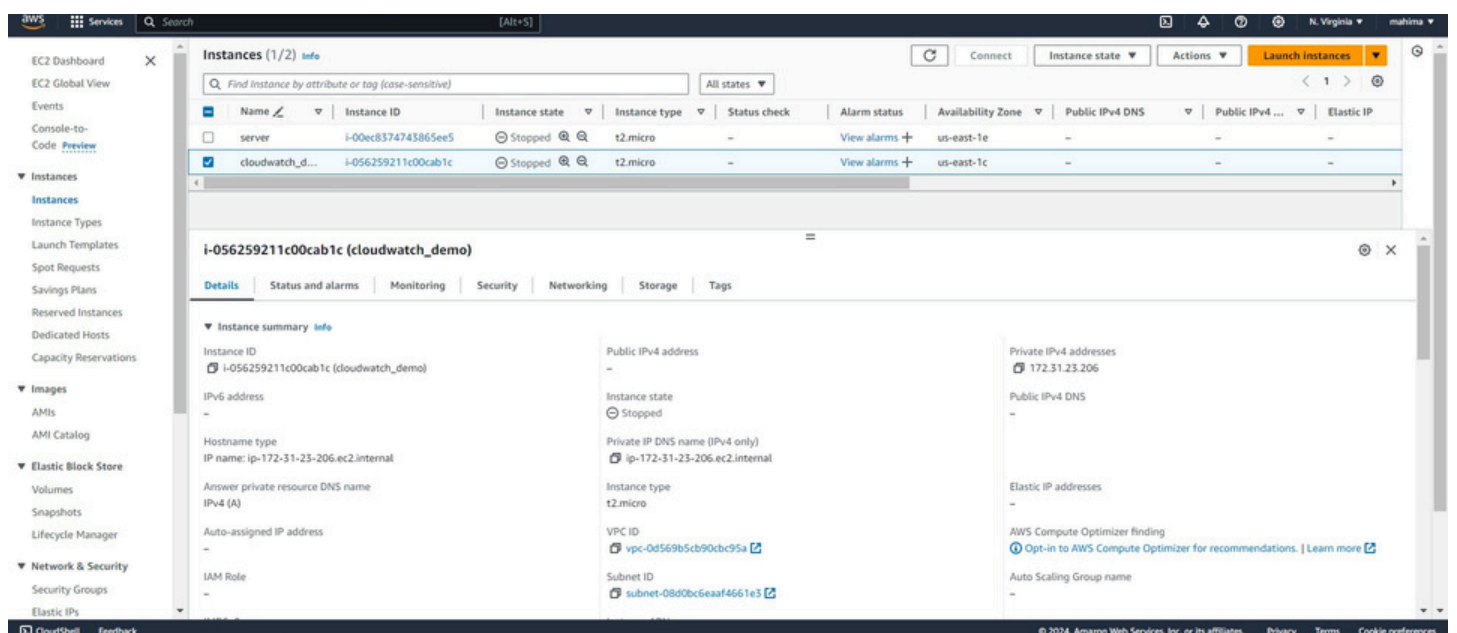 aws Services Search [Alt+S] N. Virginia mahima
EC2 Dashboard
EC2 Global View
Events
Console-to-
Code Preview
Instances
Instances
Instance Types
Launch Templates
Spot Requests
Savings Plans
Reserved Instances
Dedicated Hosts
Capacity Reservations
Images
AMIs
AMI Catalog
Elastic Block Store
Volumes
Snapshots
Lifecycle Manager
Network & Security
Security Groups
Elastic IPs
Instances (1/2) Info Connect Instance state Actions Launch instances
Find Instance by attribute or tag (case-sensitive) All states 1
Name Instance ID Instance state Instance type Status check Alarm status Availability Zone Public IPv4 DNS Public IPv4 ... Elastic IP
server i-00ec8374743865ee5 Stopped t2.micro – View alarms + us-east-1e – – –
cloudwatch_d... i-056259211c00cab1c Stopped t2.micro – View alarms + us-east-1c – – –
i-056259211c00cab1c (cloudwatch_demo)
Details Status and alarms Monitoring Security Networking Storage Tags
Instance summary Info
Instance ID
i-056259211c00cab1c (cloudwatch_demo)
Public IPv4 address
–
Private IPv4 addresses
172.31.23.206
IPv6 address
–
Instance state
Stopped
Public IPv4 DNS
–
Hostname type
IP name: ip-172-31-23-206.ec2.internal
Private IP DNS name (IPv4 only)
ip-172-31-23-206.ec2.internal
Answer private resource DNS name
IPv4 (A)
Instance type
t2.micro
Elastic IP addresses
–
Auto-assigned IP address
–
VPC ID
vpc-0d569b5cb90cbc95a
AWS Compute Optimizer finding
Opt-in to AWS Compute Optimizer for recommendations. | Learn more
IAM Role
–
Subnet ID
subnet-08d0bc6eaaf4661e3
Auto Scaling Group name
–
CloudShell Feedback © 2024, Amazon Web Services, Inc. or its affiliates. Privacy Terms Cookie preferences